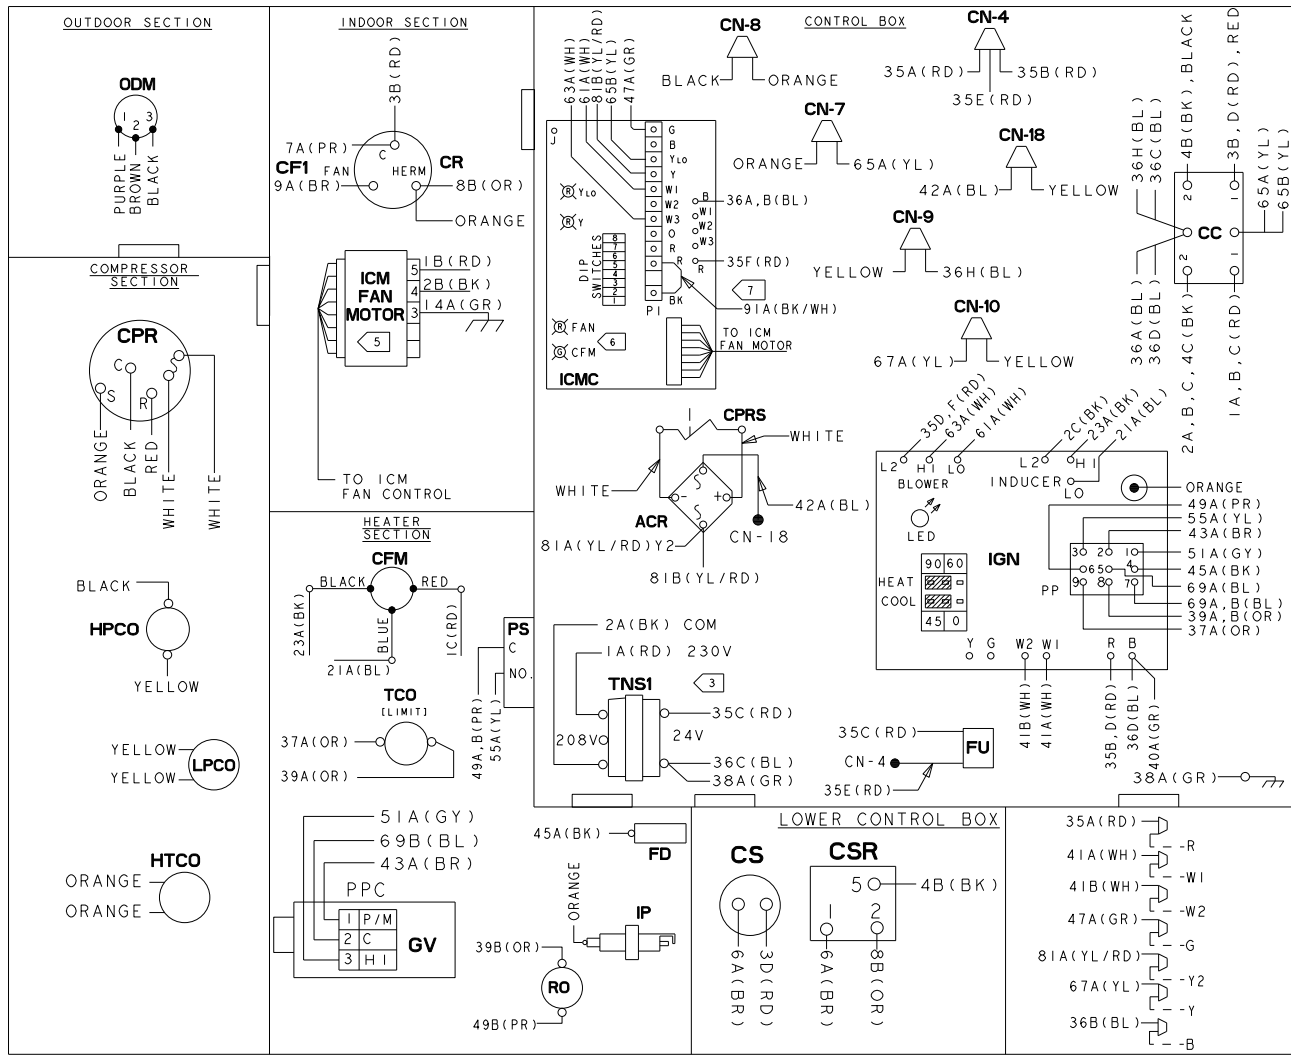 OUTDOOR SECTION
ODM
1 2 3
PURPLE
BROWN
BLACK
COMPRESSOR
SECTION
CPR
C
S
R
S
ORANGE
BLACK
RED
WHITE
WHITE
BLACK
HPCO
YELLOW
YELLOW
YELLOW
LPCO
HTCO
ORANGE
ORANGE
INDOOR SECTION
3B(RD)
7A(PR)
C
CF1
FAN
HERM
CR
9A(BR)
8B(OR)
ORANGE
ICM
FAN
MOTOR
5
5
4
3
1B(RD)
2B(BK)
14A(GR)
TO ICM
FAN CONTROL
HEATER
SECTION
CFM
BLACK
RED
BLUE
23A(BK)
21A(BL)
1C(RD)
PS
C
NO.
49A,B(PR)
55A(YL)
TCO
[LIMIT]
37A(OR)
39A(OR)
51A(GY)
69B(BL)
43A(BR)
PPC
1 P/M
2 C
3 HI
GV
45A(BK)
FD
ORANGE
IP
39B(OR)
RO
49B(PR)
CONTROL BOX
63A(WH)
61A(WH)
81B(YL/RD)
65B(YL)
47A(GR)
J
G
B
YLO
Y
W1
W2
W3
O
R
R
BK
P1
B
W1
W2
W3
R
R YLO
R Y
DIP
SWITCHES
8
7
6
5
4
3
2
1
R FAN
G CFM
6
ICMC
36A,B(BL)
35F(RD)
7
91A(BK/WH)
TO ICM
FAN MOTOR
CN-8
BLACK
ORANGE
CN-4
35A(RD)
35B(RD)
35E(RD)
CN-7
ORANGE
65A(YL)
CN-18
42A(BL)
YELLOW
CN-9
YELLOW
36H(BL)
CN-10
67A(YL)
YELLOW
36H(BL)
36C(BL)
4B(BK),BLACK
3B,D(RD),RED
65A(YL)
65B(YL)
2
1
CC
2
1
36A(BL)
36D(BL)
2A,B,C,4C(BK)
1A,B,C(RD)
CPRS
WHITE
WHITE
- +
ACR
42A(BL)
CN-18
81A(YL/RD)Y2
81B(YL/RD)
35D,F(RD)
63A(WH)
61A(WH)
2C(BK)
23A(BK)
21A(BL)
L2 HI LO
BLOWER
L2 HI
INDUCER
LO
LED
IGN
90 60
HEAT
COOL
45 0
PP
3 2 1
6 5 4
9 8 7
ORANGE
49A(PR)
55A(YL)
43A(BR)
51A(GY)
45A(BK)
69A(BL)
69A,B(BL)
39A,B(OR)
37A(OR)
Y G W2 W1 R B
41B(WH)
41A(WH)
35B,D(RD)
36D(BL)
40A(GR)
38A(GR)
2A(BK) COM
1A(RD) 230V
TNS1
3
208V
24V
35C(RD)
36C(BL)
38A(GR)
35C(RD)
CN-4
FU
35E(RD)
LOWER CONTROL BOX
CS
6A(BR)
3D(RD)
CSR
5
1 2
4B(BK)
6A(BR)
8B(OR)
35A(RD)
-R
41A(WH)
-W1
41B(WH)
-W2
47A(GR)
-G
81A(YL/RD)
-Y2
67A(YL)
-Y
36B(BL)
-B